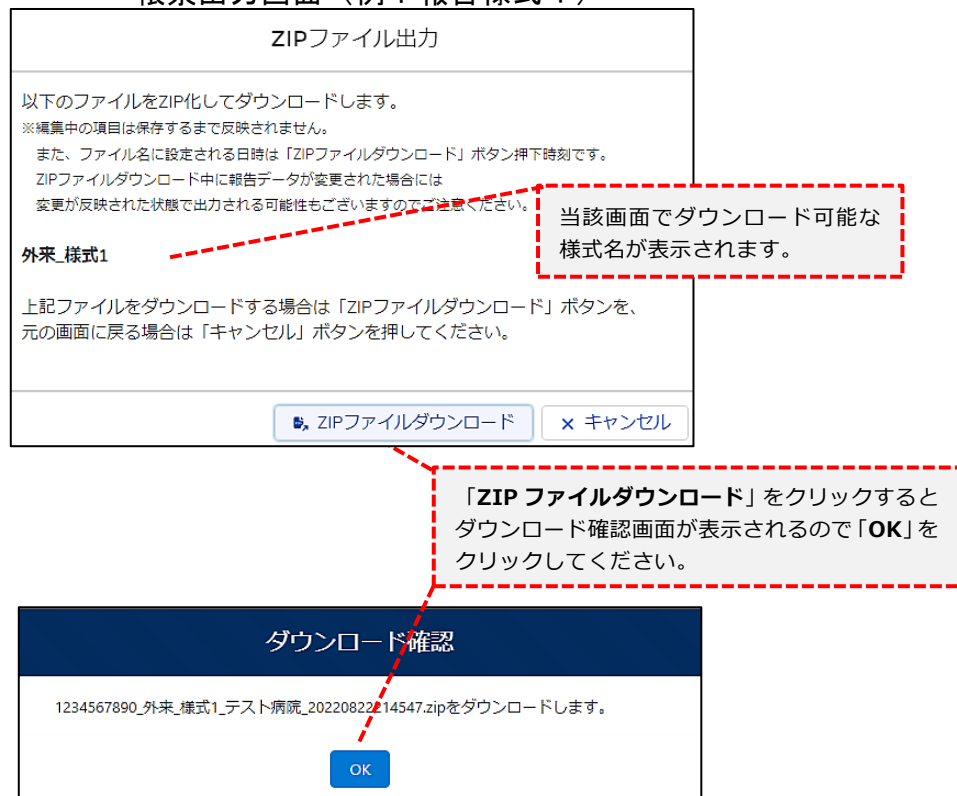 帳票出力画面（例：報告様式１）
ZIPファイル出力
以下のファイルをZIP化してダウンロードします。
※編集中の項目は保存するまで反映されません。
また、ファイル名に設定される日時は「ZIPファイルダウンロード」ボタン押下時刻です。
ZIPファイルダウンロード中に報告データが変更された場合には
変更が反映された状態で出力される可能性もございますのでご注意ください。
当該画面でダウンロード可能な
様式名が表示されます。
外来_様式1
上記ファイルをダウンロードする場合は「ZIPファイルダウンロード」ボタンを、
元の画面に戻る場合は「キャンセル」ボタンを押してください。
ZIPファイルダウンロード
× キャンセル
「ZIP ファイルダウンロード」をクリックすると
ダウンロード確認画面が表示されるので「OK」を
クリックしてください。
ダウンロード確認
1234567890_外来_様式1_テスト病院_20220822214547.zipをダウンロードします。
OK